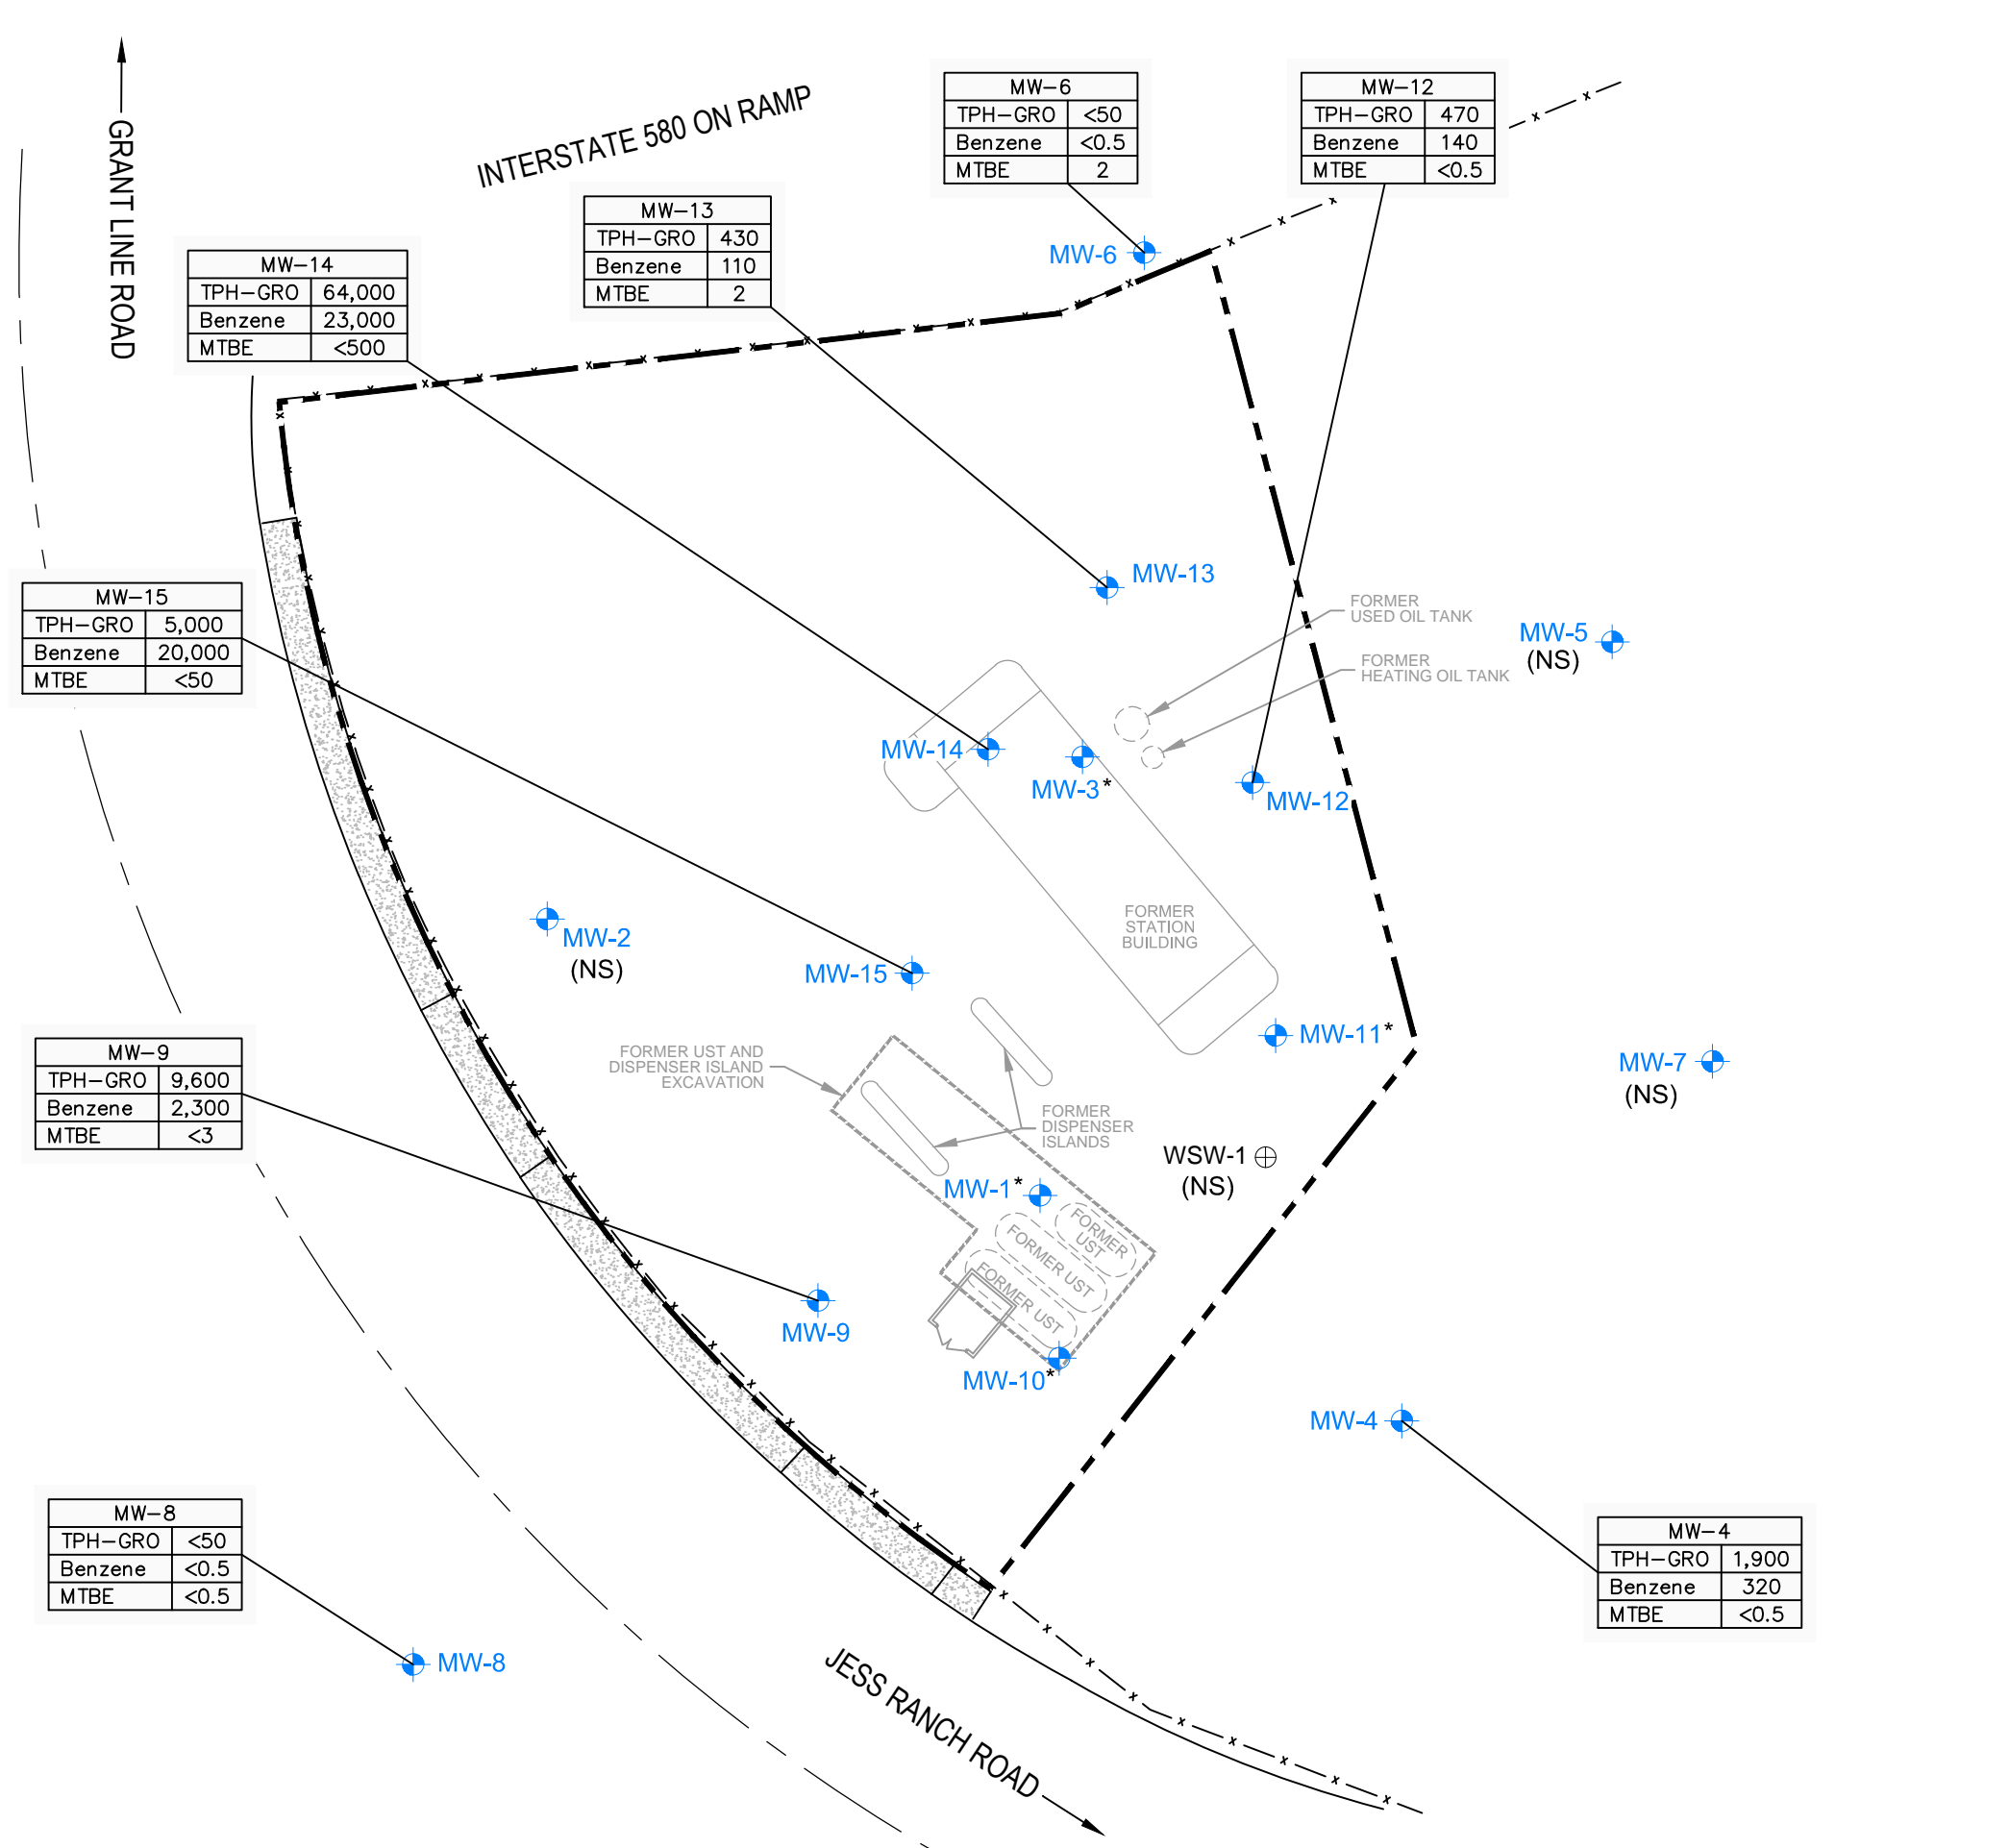 GRANT LINE ROAD
INTERSTATE 580 ON RAMP
MW-6
TPH-GRO <50
Benzene <0.5
MTBE 2
MW-12
TPH-GRO 470
Benzene 140
MTBE <0.5
MW-13
TPH-GRO 430
Benzene 110
MTBE 2
MW-14
TPH-GRO 64,000
Benzene 23,000
MTBE <500
MW-6
MW-15
TPH-GRO 5,000
Benzene 20,000
MTBE <50
MW-13
FORMER
USED OIL TANK
MW-5
(NS)
FORMER
HEATING OIL TANK
MW-14
MW-3*
MW-12
FORMER
STATION
BUILDING
MW-2
(NS)
MW-15
MW-11*
MW-9
TPH-GRO 9,600
Benzene 2,300
MTBE <3
FORMER UST AND
DISPENSER ISLAND
EXCAVATION
MW-7
(NS)
FORMER
DISPENSER
ISLANDS
WSW-1
(NS)
MW-1*
FORMER
UST
FORMER UST
FORMER UST
MW-9
MW-10*
MW-4
MW-8
TPH-GRO <50
Benzene <0.5
MTBE <0.5
MW-4
TPH-GRO 1,900
Benzene 320
MTBE <0.5
MW-8
JESS RANCH ROAD